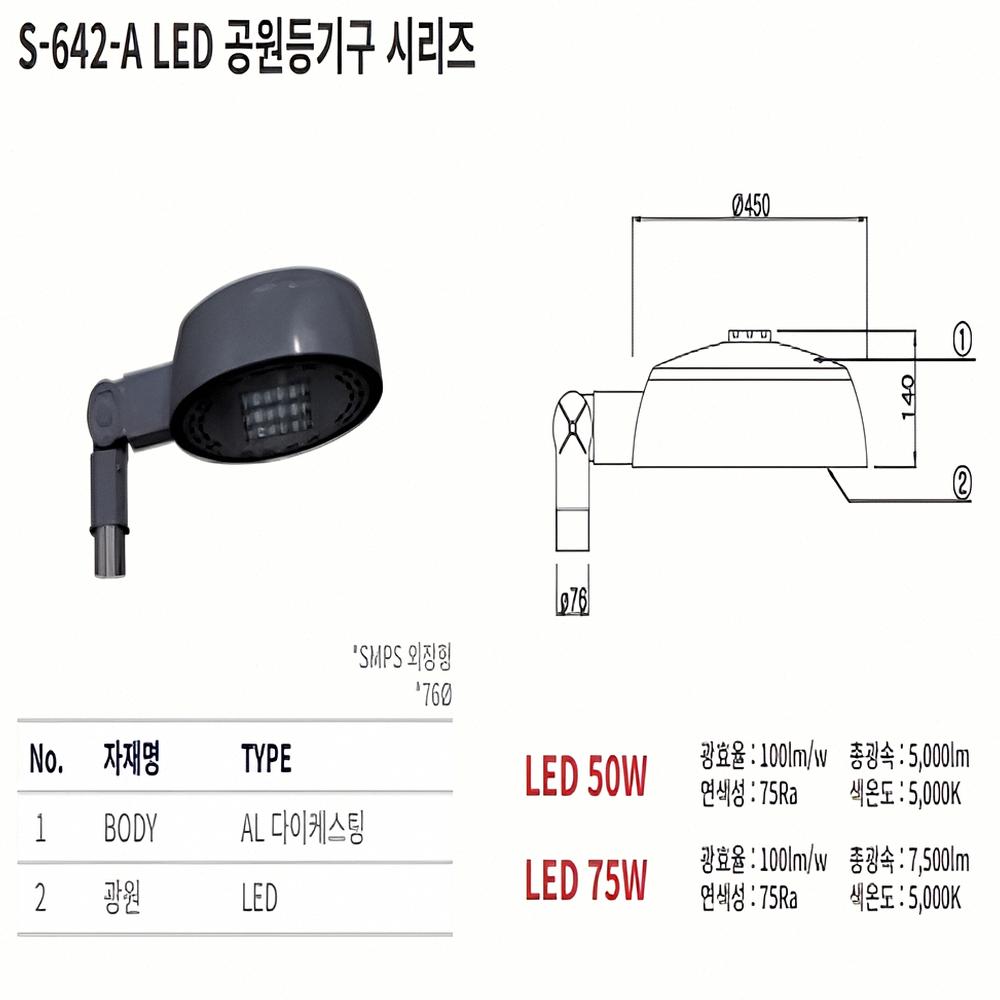 S-642-A LED 공원등기구 시리즈
Ø450
①
140
②
ø76
*SMPS 외장형
*76Ø
No. 자재명 TYPE
1 BODY AL 다이케스팅
2 광원 LED
LED 50W
광효율 : 100lm/w 총광속 : 5,000lm
연색성 : 75Ra 색온도 : 5,000K
LED 75W
광효율 : 100lm/w 총광속 : 7,500lm
연색성 : 75Ra 색온도 : 5,000K